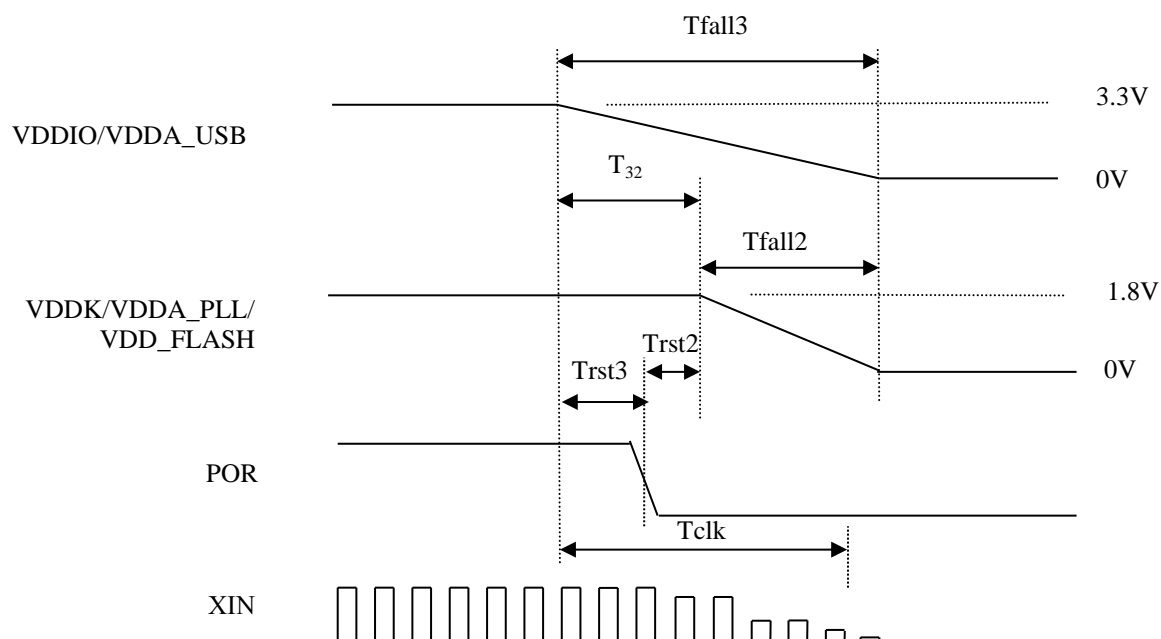 Tfall3
3.3V
VDDIO/VDDA_USB
T32
0V
Tfall2
1.8V
VDDK/VDDA_PLL/
VDD_FLASH
Trst2
Trst3
0V
POR
Tclk
XIN